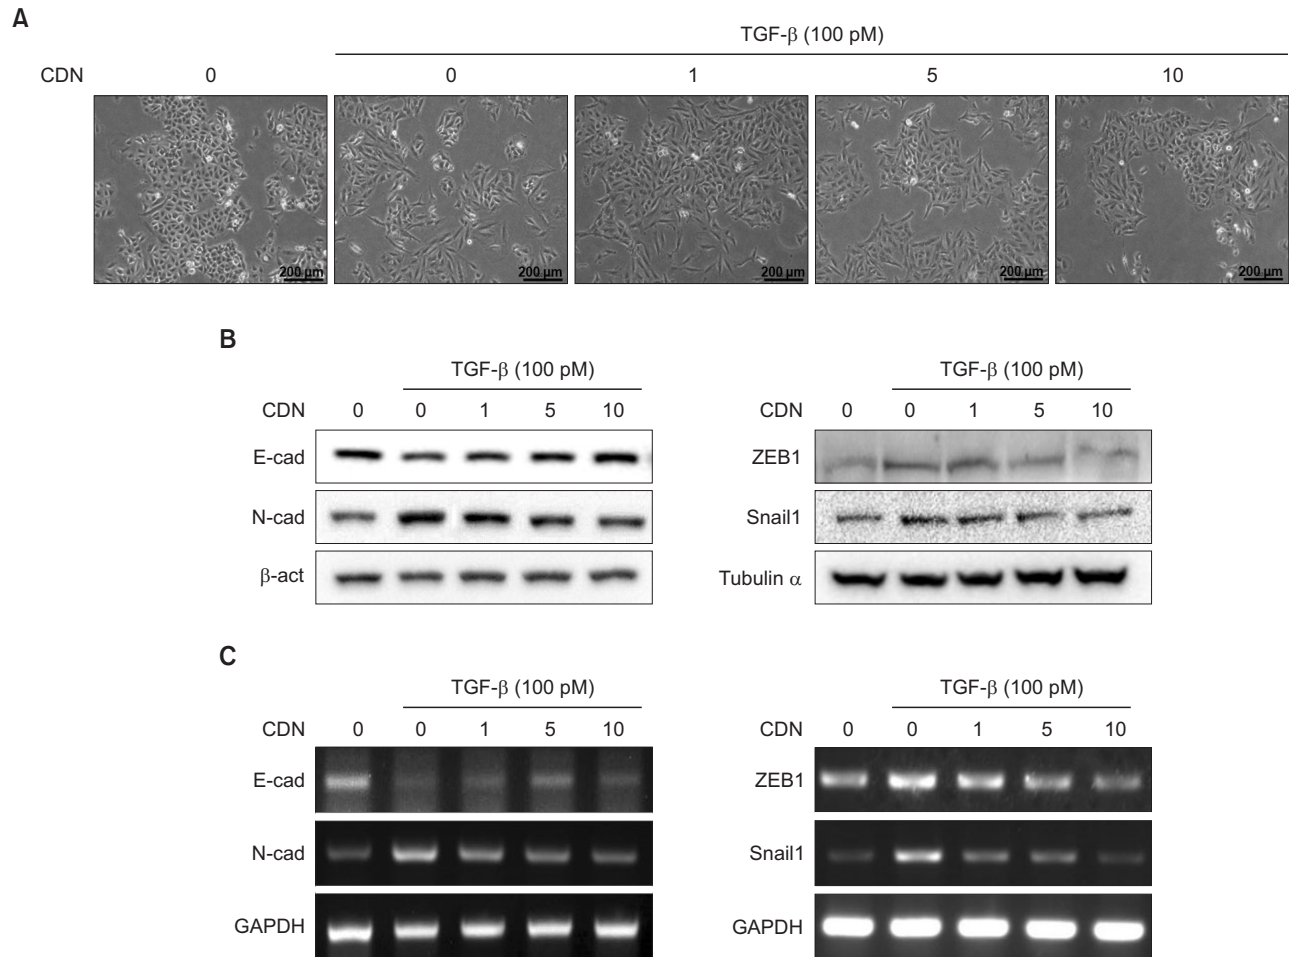 A
TGF-β (100 pM)
CDN 0 0 1 5 10
200 µm 200 µm 200 µm 200 µm 200 µm
B
TGF-β (100 pM) TGF-β (100 pM)
CDN 0 0 1 5 10 CDN 0 0 1 5 10
E-cad ZEB1
N-cad Snail1
β-act Tubulin α
C
TGF-β (100 pM) TGF-β (100 pM)
CDN 0 0 1 5 10 CDN 0 0 1 5 10
E-cad ZEB1
N-cad Snail1
GAPDH GAPDH